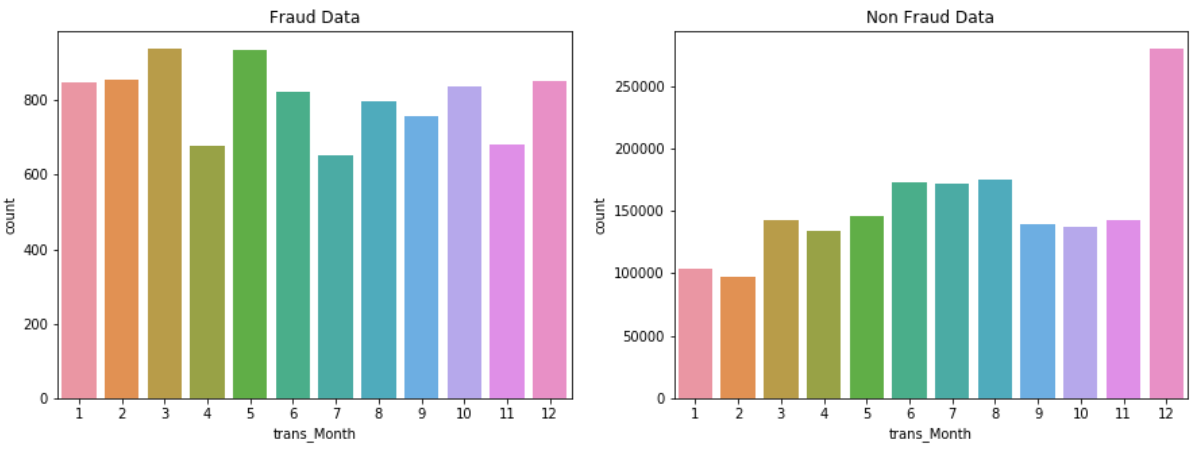 Fraud Data
800
600
400
200
0
count
1 2 3 4 5 6 7 8 9 10 11 12
trans_Month
Non Fraud Data
250000
200000
150000
100000
50000
0
count
1 2 3 4 5 6 7 8 9 10 11 12
trans_Month